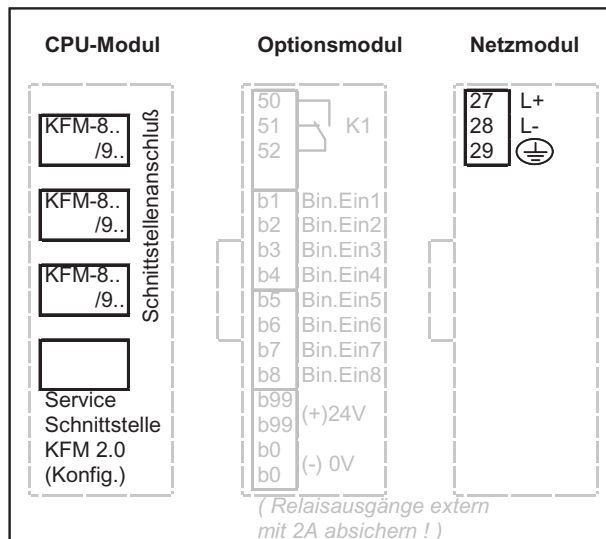 CPU-Modul
KFM-8..
/9..
KFM-8..
/9..
KFM-8..
/9..
Schnittstellenanschluß
Service
Schnittstelle
KFM 2.0
(Konfig.)
Optionsmodul
50
51 K1
52
b1 Bin.Ein1
b2 Bin.Ein2
b3 Bin.Ein3
b4 Bin.Ein4
b5 Bin.Ein5
b6 Bin.Ein6
b7 Bin.Ein7
b8 Bin.Ein8
b99
(+)24V
b99
b0
(-) 0V
b0
( Relaisausgänge extern
mit 2A absichern ! )
Netzmodul
27 L+
28 L-
29